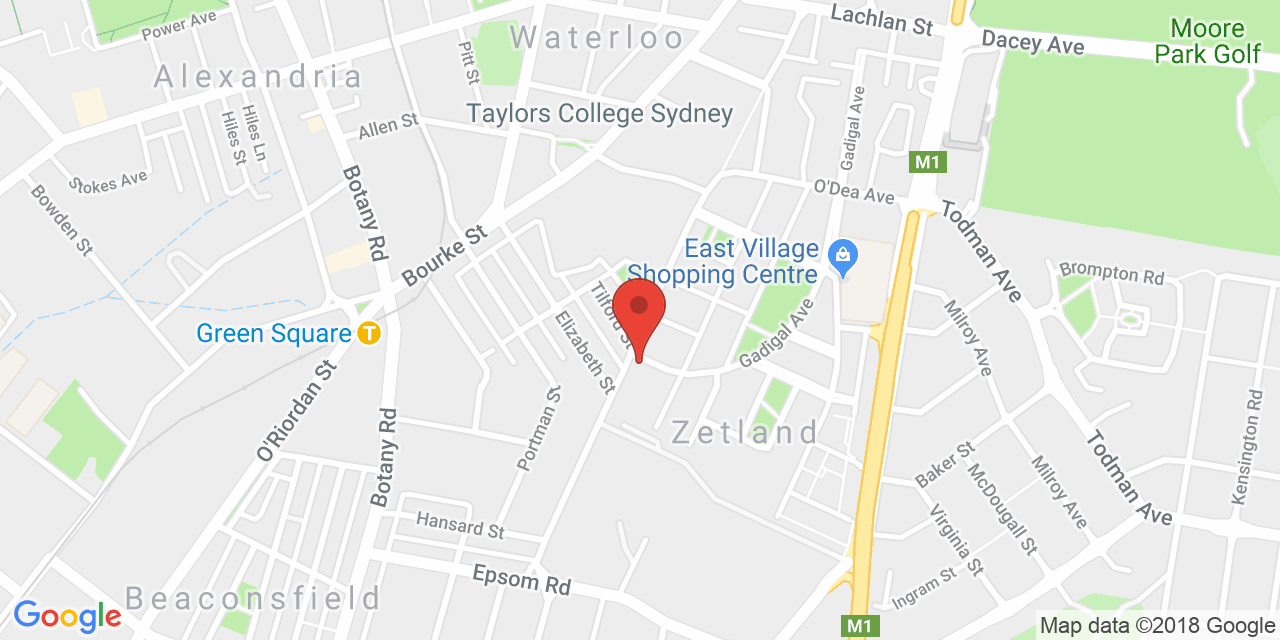 Power Ave
Waterloo
Lachlan St
Dacey Ave
Moore
Park Golf
Pitt St
Alexandria
Taylors College Sydney
Gadigal Ave
Hiles St
Hiles Ln
Allen St
M1
Stokes Ave
Bowden St
Botany Rd
O'Dea Ave
Todman Ave
Bourke St
East Village
Shopping Centre
Brompton Rd
Tilford St
Elizabeth St
Green Square
T
Gadigal Ave
Milroy Ave
O'Riordan St
Portman St
Botany Rd
Zetland
Kensington Rd
Baker St
McDougall St
Milroy Ave
Todman Ave
Virginia St
Hansard St
Epsom Rd
Ingram St
Beaconsfield
Google
M1
Map data ©2018 Google